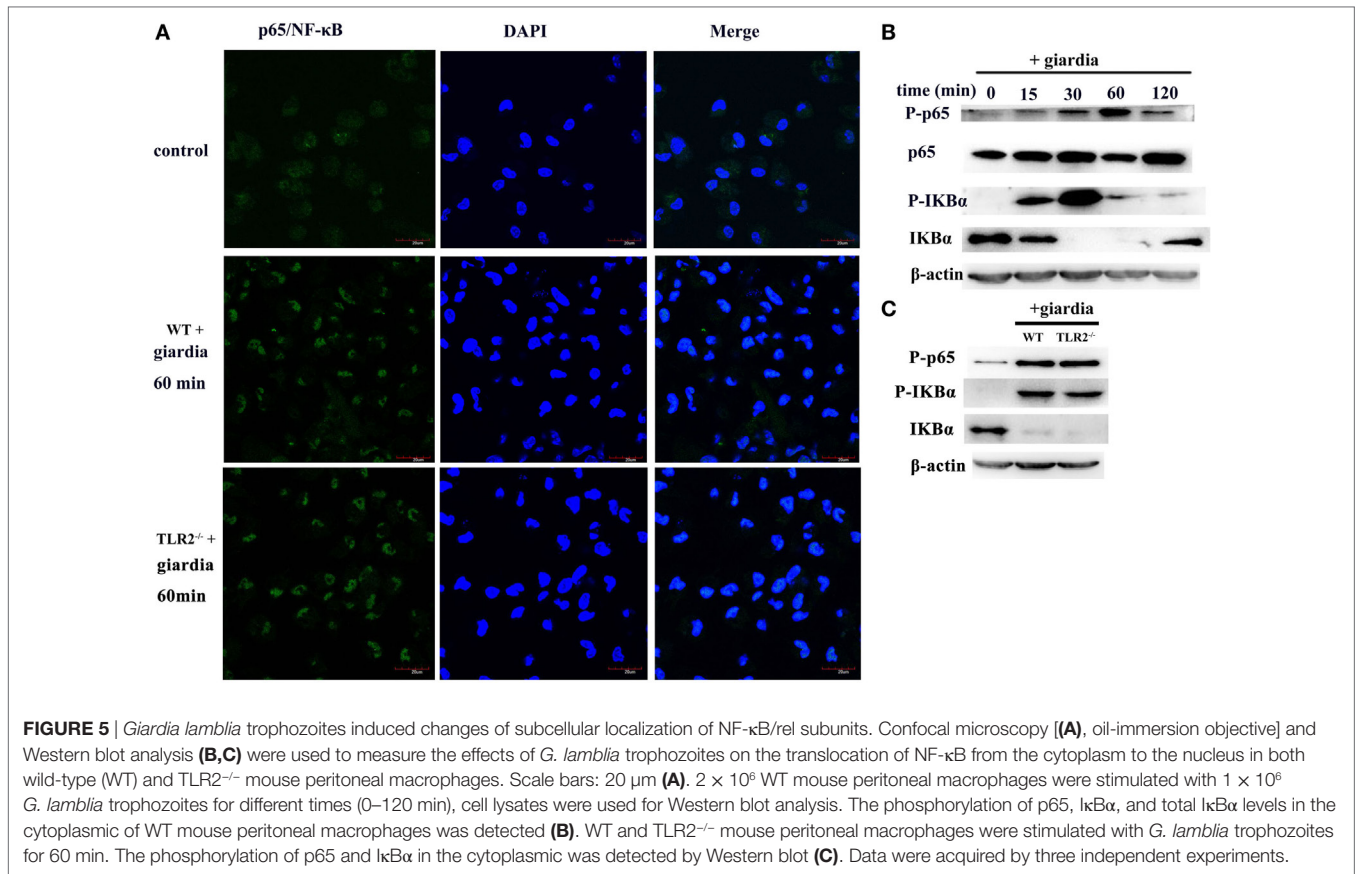 A
p65/NF-κB DAPI Merge
control
WT +
giardia
60 min
TLR2-/- +
giardia
60min
20um 20um 20um
20um 20um 20um
20um 20um 20um
B
+ giardia
time (min) 0 15 30 60 120
P-p65
p65
P-IKBα
IKBα
β-actin
C
+giardia
WT TLR2-/-
P-p65
P-IKBα
IKBα
β-actin
FIGURE 5 | Giardia lamblia trophozoites induced changes of subcellular localization of NF-κB/rel subunits. Confocal microscopy [(A), oil-immersion objective] and
Western blot analysis (B,C) were used to measure the effects of G. lamblia trophozoites on the translocation of NF-κB from the cytoplasm to the nucleus in both
wild-type (WT) and TLR2−/− mouse peritoneal macrophages. Scale bars: 20 µm (A). 2 × 10⁶ WT mouse peritoneal macrophages were stimulated with 1 × 10⁶
G. lamblia trophozoites for different times (0–120 min), cell lysates were used for Western blot analysis. The phosphorylation of p65, IκBα, and total IκBα levels in the
cytoplasmic of WT mouse peritoneal macrophages was detected (B). WT and TLR2−/− mouse peritoneal macrophages were stimulated with G. lamblia trophozoites
for 60 min. The phosphorylation of p65 and IκBα in the cytoplasmic was detected by Western blot (C). Data were acquired by three independent experiments.